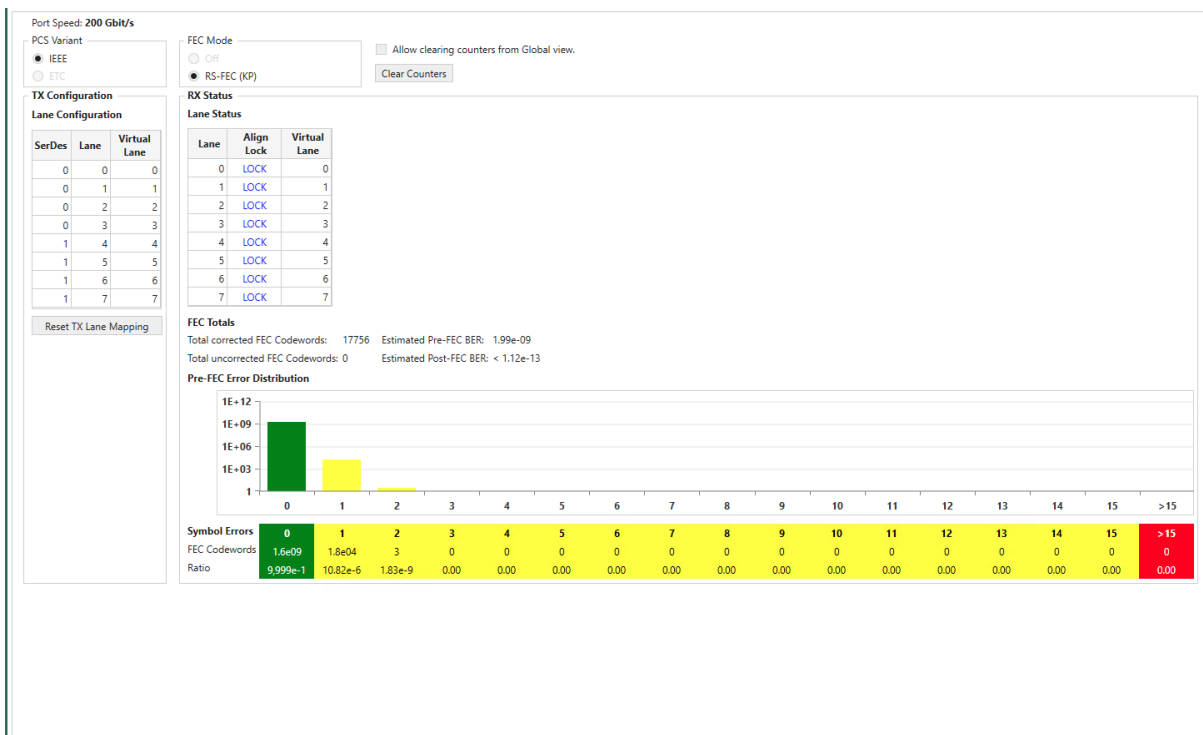 Port Speed: 200 Gbit/s
PCS Variant
IEEE
ETC
FEC Mode
Off
RS-FEC (KP)
Allow clearing counters from Global view.
Clear Counters
TX Configuration
Lane Configuration
SerDes Lane Virtual Lane
0 0 0
0 1 1
0 2 2
0 3 3
1 4 4
1 5 5
1 6 6
1 7 7
Reset TX Lane Mapping
RX Status
Lane Status
Lane Align Lock Virtual Lane
0 LOCK 0
1 LOCK 1
2 LOCK 2
3 LOCK 3
4 LOCK 4
5 LOCK 5
6 LOCK 6
7 LOCK 7
FEC Totals
Total corrected FEC Codewords: 17756 Estimated Pre-FEC BER: 1.99e-09
Total uncorrected FEC Codewords: 0 Estimated Post-FEC BER: < 1.12e-13
Pre-FEC Error Distribution
1E+12
1E+09
1E+06
1E+03
1
0 1 2 3 4 5 6 7 8 9 10 11 12 13 14 15 >15
Symbol Errors 0 1 2 3 4 5 6 7 8 9 10 11 12 13 14 15 >15
FEC Codewords 1.6e09 1.8e04 3 0 0 0 0 0 0 0 0 0 0 0 0 0 0
Ratio 9,999e-1 10.82e-6 1.83e-9 0.00 0.00 0.00 0.00 0.00 0.00 0.00 0.00 0.00 0.00 0.00 0.00 0.00 0.00